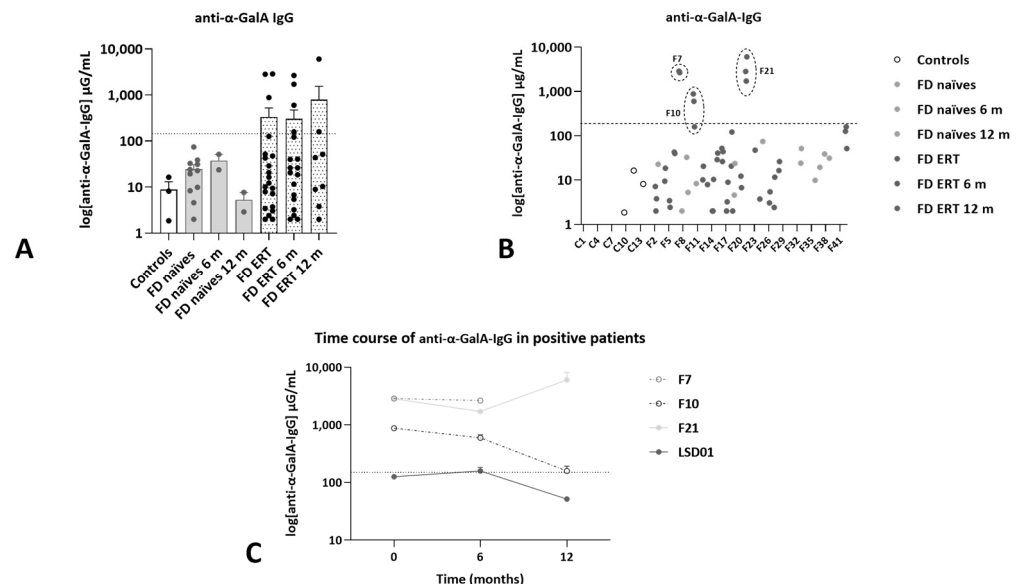 anti-α-GalA IgG
log[anti-α-GalA-IgG] μG/mL
10,000
1,000
100
10
1
Controls
FD naïves
FD naïves 6 m
FD naïves 12 m
FD ERT
FD ERT 6 m
FD ERT 12 m
A
anti-α-GalA-IgG
log[anti-α-GalA-IgG] μg/mL
10,000
1,000
100
10
1
F7
F10
F21
C1
C4
C7
C10
C13
F2
F5
F8
F11
F14
F17
F20
F23
F26
F29
F32
F35
F38
F41
Controls
FD naïves
FD naïves 6 m
FD naïves 12 m
FD ERT
FD ERT 6 m
FD ERT 12 m
B
Time course of anti-α-GalA-IgG in positive patients
log[anti-α-GalA-IgG] μG/mL
10,000
1,000
100
10
0
6
12
Time (months)
F7
F10
F21
LSD01
C